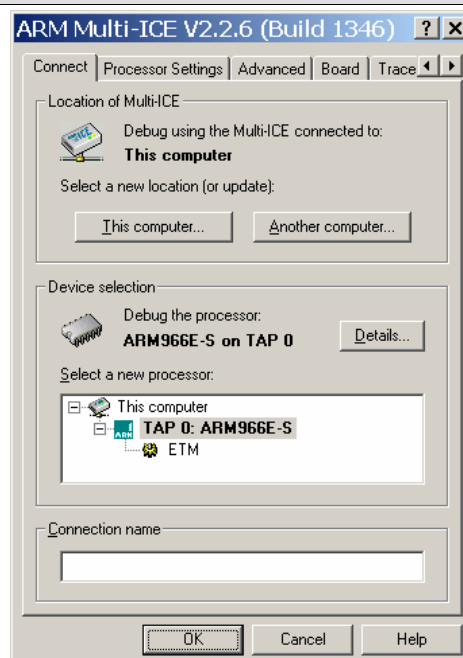 ARM Multi-ICE V2.2.6 (Build 1346) ? x
Connect Processor Settings Advanced Board Trace
Location of Multi-ICE
Debug using the Multi-ICE connected to:
This computer
Select a new location (or update):
This computer... Another computer...
Device selection
Debug the processor:
ARM966E-S on TAP 0
Details...
Select a new processor:
This computer
TAP 0: ARM966E-S
ETM
Connection name
OK Cancel Help